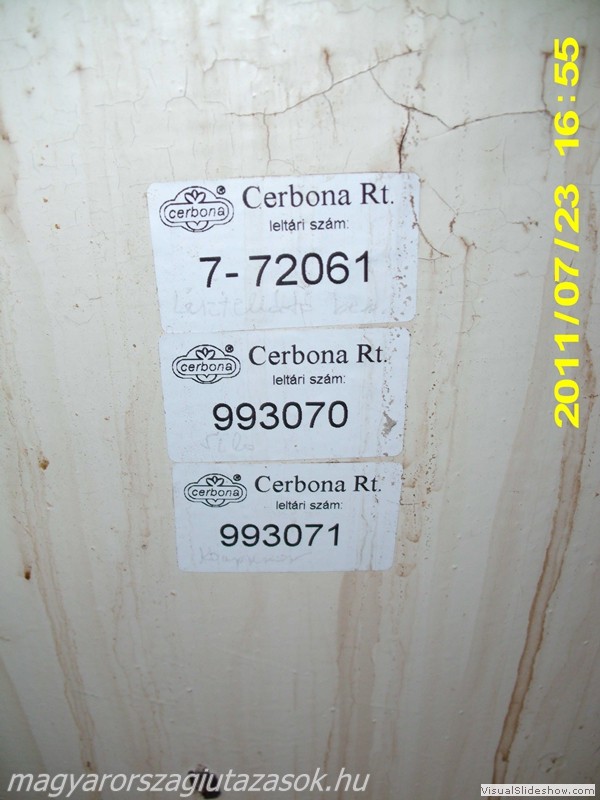 cerbona® Cerbona Rt.
leltári szám:
7-72061
cerbona® Cerbona Rt.
leltári szám:
993070
cerbona® Cerbona Rt.
leltári szám:
993071
2011/07/23 16:55
magyarorszagiutazasok.hu
VisualSlideshow.com